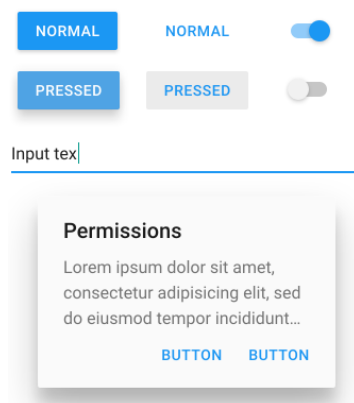 NORMAL NORMAL
PRESSED PRESSED
Input tex
Permissions
Lorem ipsum dolor sit amet,
consectetur adipisicing elit, sed
do eiusmod tempor incididunt...
BUTTON BUTTON